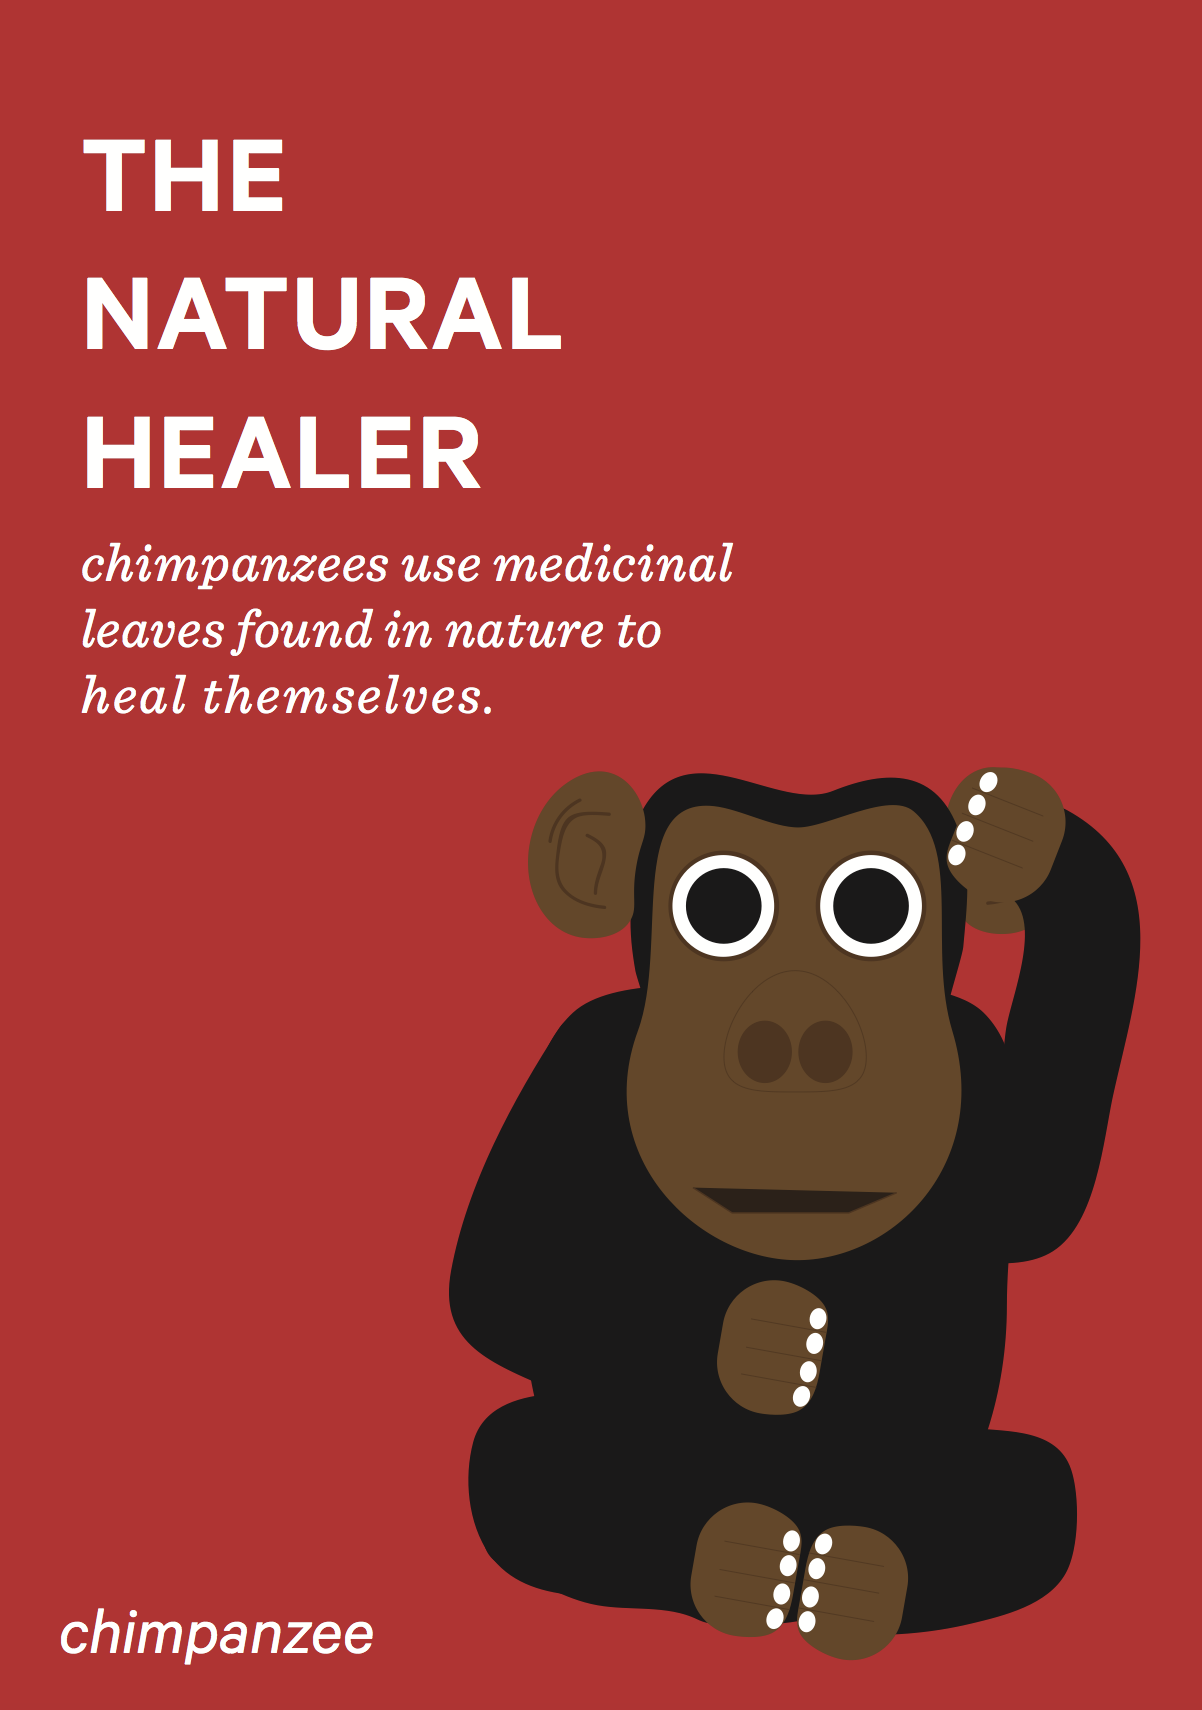 THE
NATURAL
HEALER
chimpanzees use medicinal
leaves found in nature to
heal themselves.
chimpanzee